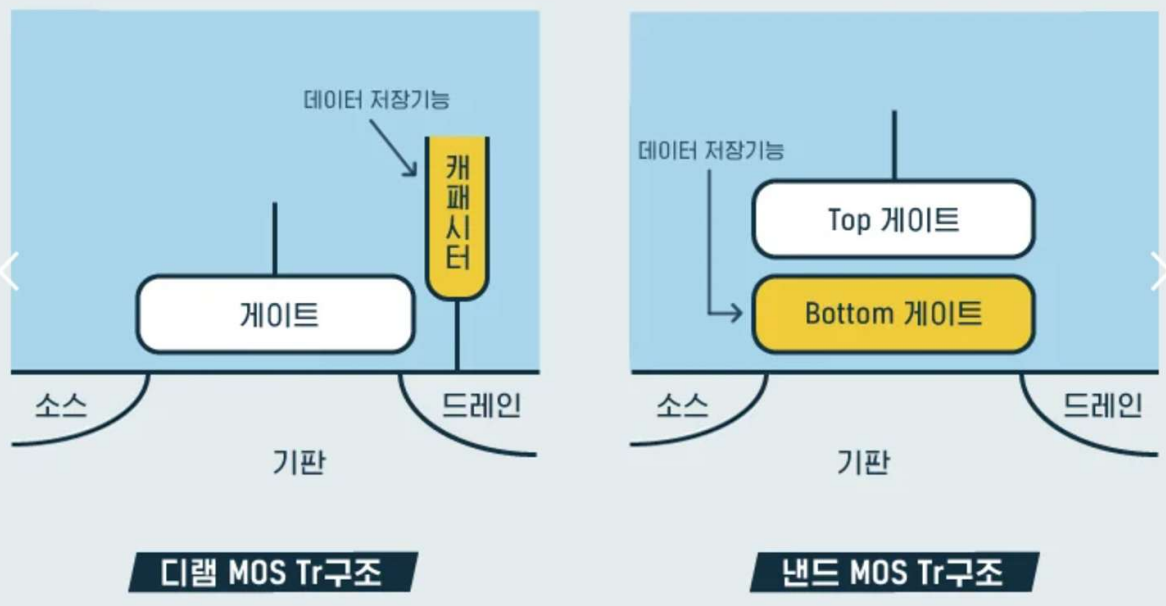 데이터 저장기능
캐패시터
게이트
소스
드레인
기판
디램 MOS Tr구조
데이터 저장기능
Top 게이트
Bottom 게이트
소스
드레인
기판
낸드 MOS Tr구조